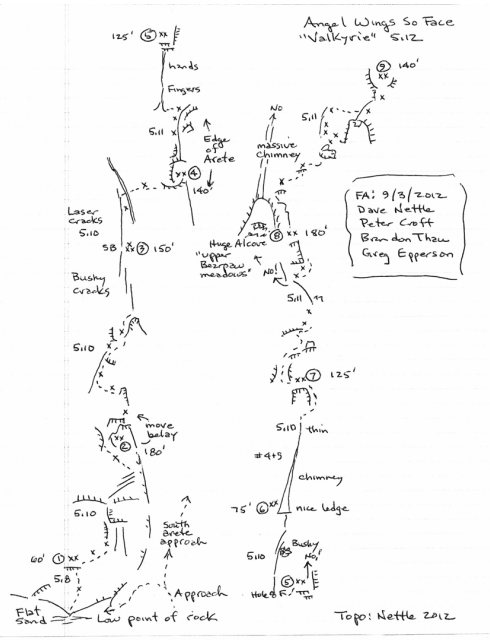 Angel Wings So Face
"Valkyrie" 5.12
125' 5 xx
hands
Fingers
5.11
Edge
of
Arete
xx 4
140'
Laser
cracks
5.10
5B xx 3 150'
Bushy
Cracks
5.10
move
belay
xx
2
180'
5.10
60' 1 xx
5.8
South
arete
approach
Approach
Flat
Sand
Low point of rock
9 140'
xx
NO
5.11
massive
chimney
8 xx 180'
Huge Alcove
"upper
Bearpaw
meadows"
NO!
5.11
xx 7 125'
5.10 thin
#4+5
chimney
75' 6 xx
nice ledge
5.10
Bushy
No!
5 xx
Hole
FA: 9/3/2012
Dave Nettle
Peter Croft
Brandon Thau
Greg Epperson
Topo: Nettle 2012